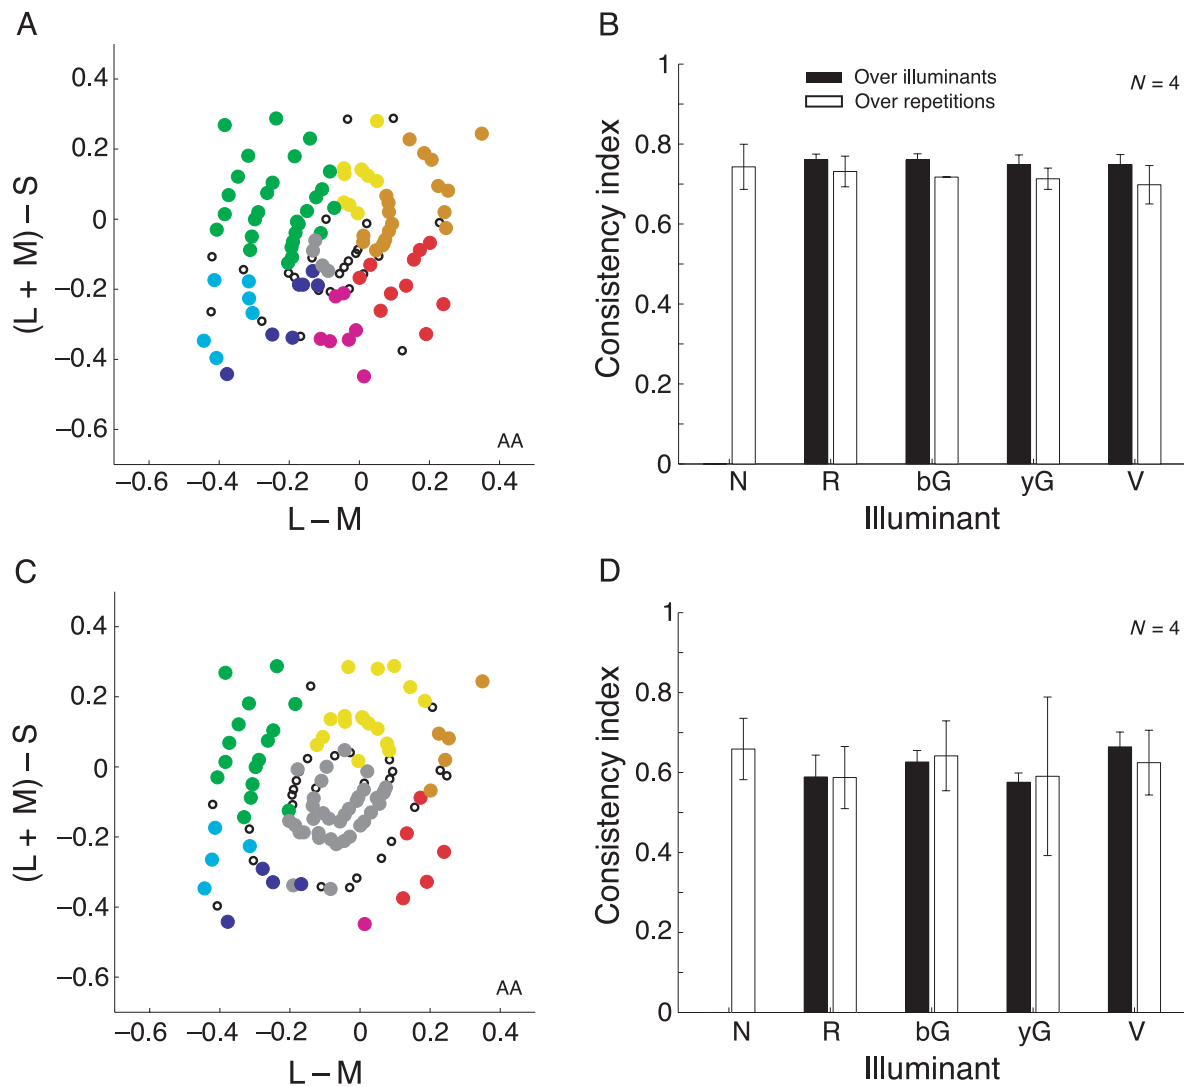 A
0.4
0.2
0
−0.2
−0.4
−0.6
(L + M) – S
AA
−0.6 −0.4 −0.2 0 0.2 0.4
L – M
B
1
0.8
0.6
0.4
0.2
0
Consistency index
Over illuminants
Over repetitions
N = 4
N R bG yG V
Illuminant
C
0.4
0.2
0
−0.2
−0.4
−0.6
(L + M) – S
AA
−0.6 −0.4 −0.2 0 0.2 0.4
L – M
D
1
0.8
0.6
0.4
0.2
0
Consistency index
N = 4
N R bG yG V
Illuminant